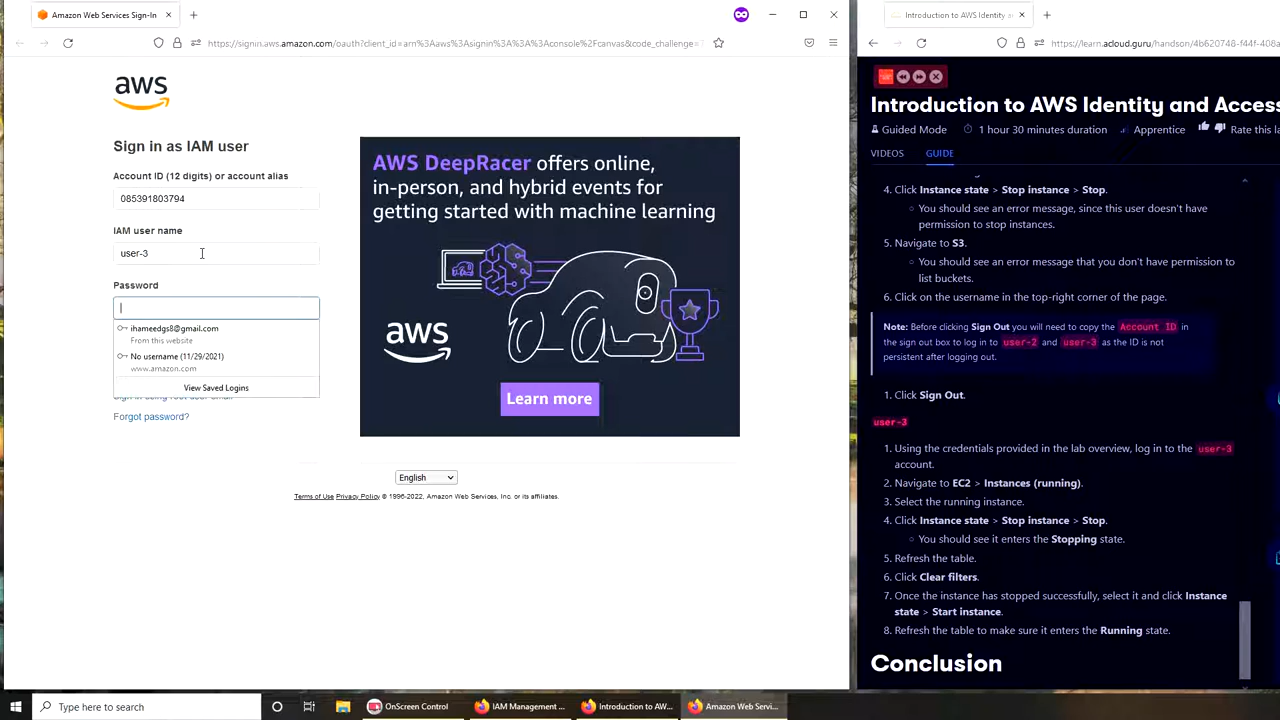 Amazon Web Services Sign-In
https://signin.aws.amazon.com/oauth?client_id=arn%3Aaws%3Asignin%3A%3A%3Aconsole%2Fcanvas&code_challenge=
aws
Sign in as IAM user
Account ID (12 digits) or account alias
085391803794
IAM user name
user-3
Password
ihameedgs8@gmail.com
From this website
No username (11/29/2021)
www.amazon.com
View Saved Logins
Forgot password?
AWS DeepRacer offers online,
in-person, and hybrid events for
getting started with machine learning
aws
Learn more
English
Terms of Use Privacy Policy © 1996-2022, Amazon Web Services, Inc. or its affiliates.
Introduction to AWS Identity a
https://learn.acloud.guru/handson/4b620748-f44f-408a
Introduction to AWS Identity and Access
Guided Mode 1 hour 30 minutes duration Apprentice Rate this la
VIDEOS GUIDE
4. Click Instance state > Stop instance > Stop.
You should see an error message, since this user doesn't have
permission to stop instances.
5. Navigate to S3.
You should see an error message that you don't have permission to
list buckets.
6. Click on the username in the top-right corner of the page.
Note: Before clicking Sign Out you will need to copy the Account ID in
the sign out box to log in to user-2 and user-3 as the ID is not
persistent after logging out.
1. Click Sign Out.
user-3
1. Using the credentials provided in the lab overview, log in to the user-3
account.
2. Navigate to EC2 > Instances (running).
3. Select the running instance.
4. Click Instance state > Stop instance > Stop.
You should see it enters the Stopping state.
5. Refresh the table.
6. Click Clear filters.
7. Once the instance has stopped successfully, select it and click Instance
state > Start instance.
8. Refresh the table to make sure it enters the Running state.
Conclusion
Type here to search
OnScreen Control
IAM Management ...
Introduction to AW...
Amazon Web Servi...